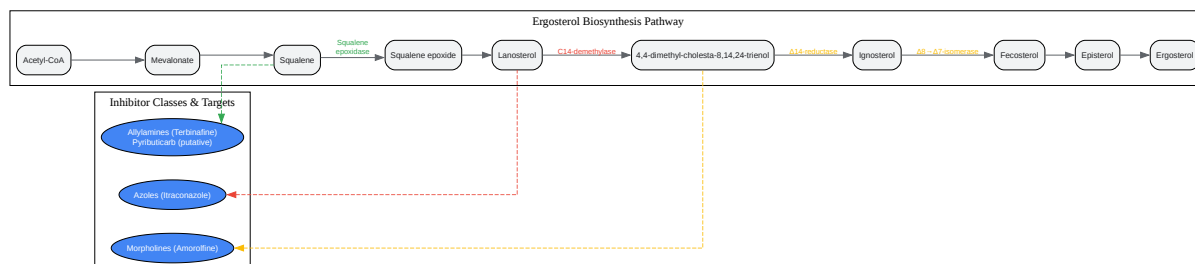 Ergosterol Biosynthesis Pathway
Acetyl-CoA
Mevalonate
Squalene
Squalene
epoxidase
Squalene epoxide
Lanosterol
C14-demethylase
4,4-dimethyl-cholesta-8,14,24-trienol
Δ14-reductase
Ignosterol
Δ8→Δ7-isomerase
Fecosterol
Episterol
Ergosterol
Inhibitor Classes & Targets
Allylamines (Terbinafine)
Pyributicarb (putative)
Azoles (Itraconazole)
Morpholines (Amorolfine)